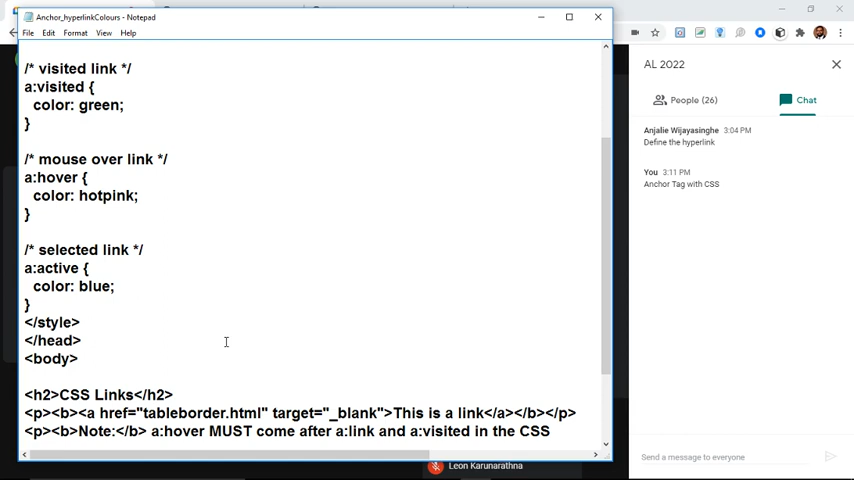 Anchor_hyperlinkColours - Notepad
File Edit Format View Help
/* visited link */
a:visited {
color: green;
}
/* mouse over link */
a:hover {
color: hotpink;
}
/* selected link */
a:active {
color: blue;
}
</style>
</head>
<body>
<h2>CSS Links</h2>
<p><b><a href="tableborder.html" target="_blank">This is a link</a></b></p>
<p><b>Note:</b> a:hover MUST come after a:link and a:visited in the CSS
Leon Karunarathna
AL 2022
People (26) Chat
Anjalie Wijayasinghe 3:04 PM
Define the hyperlink
You 3:11 PM
Anchor Tag with CSS
Send a message to everyone